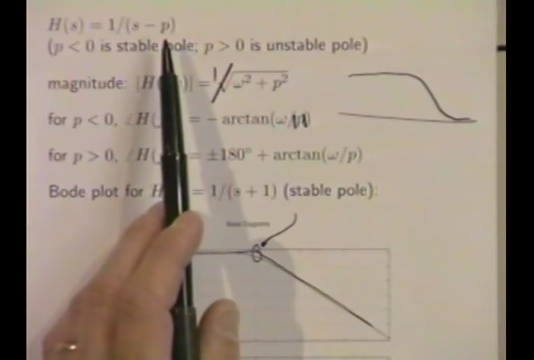 H(s) = 1/(s − p)
(p < 0 is stable pole; p > 0 is unstable pole)
magnitude: |H( )| = 1/√ω² + p²
for p < 0, ∠H( = − arctan(ω/
for p > 0, ∠H( = ±180° + arctan(ω/p)
Bode plot for H = 1/(s + 1) (stable pole):